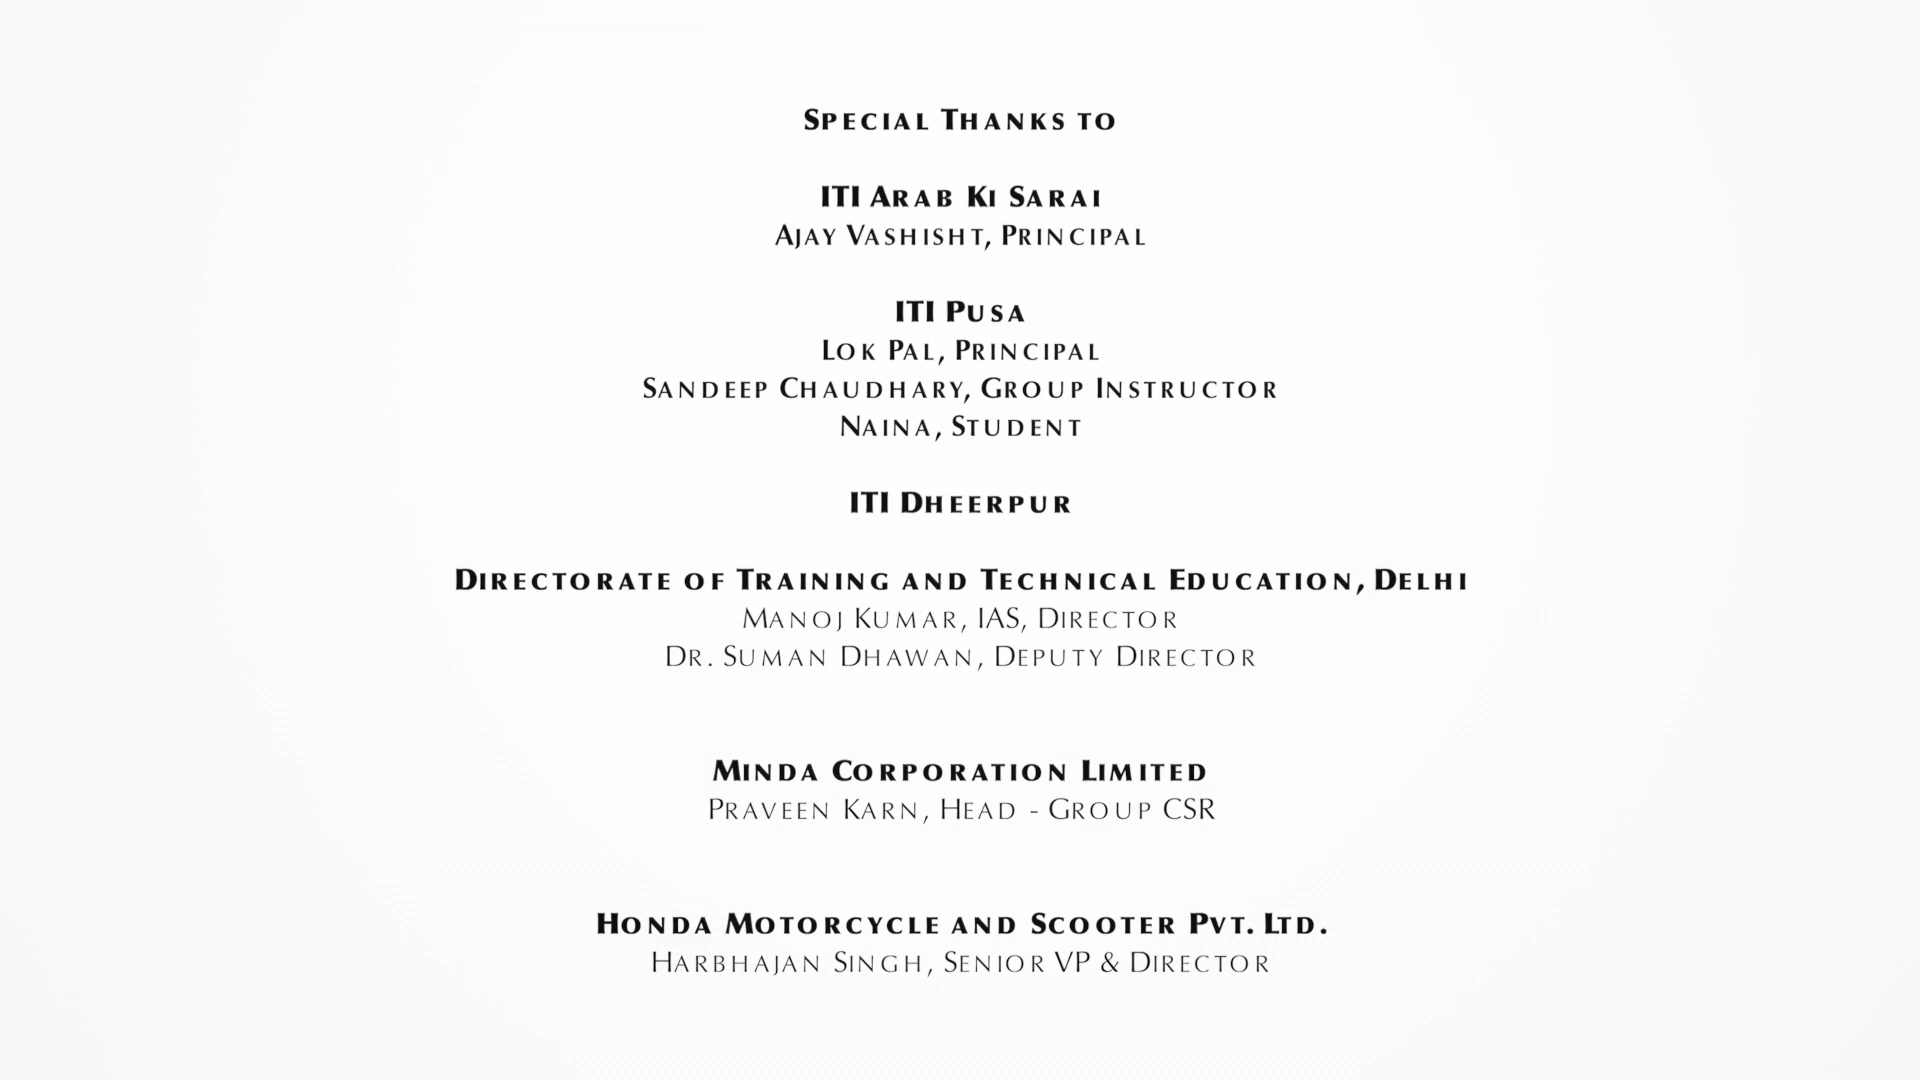 Special Thanks to
ITI Arab Ki Sarai
Ajay Vashisht, Principal
ITI Pusa
Lok Pal, Principal
Sandeep Chaudhary, Group Instructor
Naina, Student
ITI Dheerpur
Directorate of Training and Technical Education, Delhi
Manoj Kumar, IAS, Director
Dr. Suman Dhawan, Deputy Director
Minda Corporation Limited
Praveen Karn, Head - Group CSR
Honda Motorcycle and Scooter Pvt. Ltd.
Harbhajan Singh, Senior VP & Director